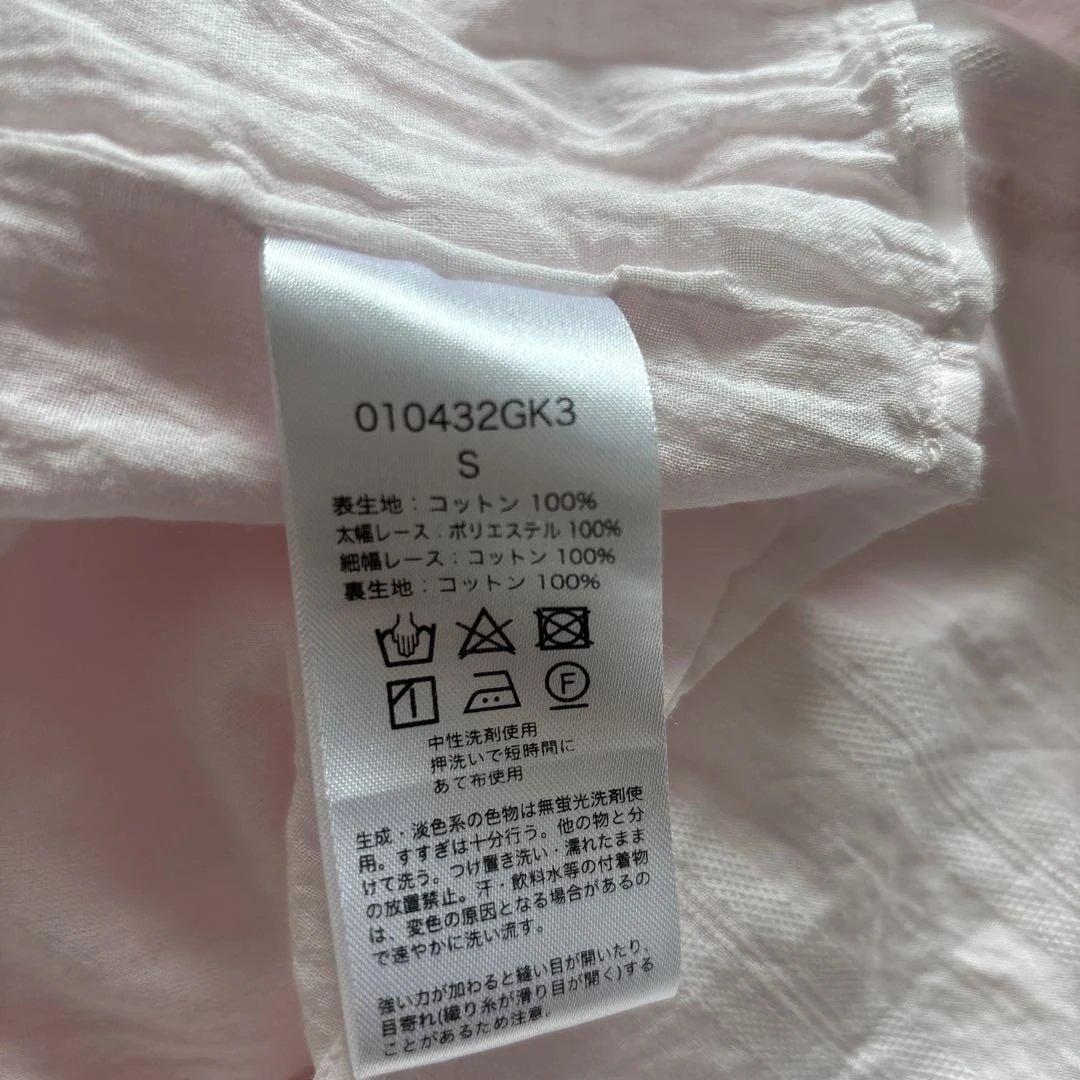 010432GK3
S
表生地：コットン 100%
太幅レース：ポリエステル 100%
細幅レース：コットン 100%
裏生地：コットン 100%
F
中性洗剤使用
押洗いで短時間に
あて布使用
生成・淡色系の色物は無蛍光洗剤使
用。すすぎは十分行う。他の物と分
けて洗う。つけ置き洗い・濡れたまま
の放置禁止。汗・飲料水等の付着物
は、変色の原因となる場合があるの
で速やかに洗い流す。
強い力が加わると縫い目が開いたり、
目寄れ(織り糸が滑り目が開く)する
ことがあるため注意。